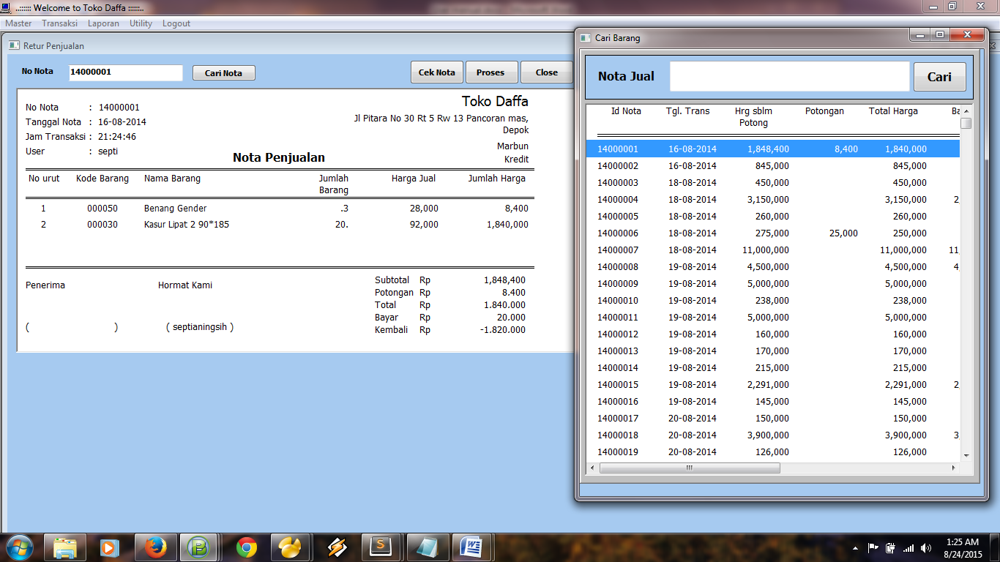 ..:::::: Welcome to Toko Daffa ::::::..
Master Transaksi Laporan Utility Logout
Retur Penjualan
No Nota 14000001 Cari Nota Cek Nota Proses Close
Toko Daffa
No Nota : 14000001
Jl Pitara No 30 Rt 5 Rw 13 Pancoran mas,
Tanggal Nota : 16-08-2014
Depok
Jam Transaksi : 21:24:46
Marbun
User : septi
Nota Penjualan Kredit
No urut Kode Barang Nama Barang Jumlah Harga Jual Jumlah Harga
Barang
1 000050 Benang Gender .3 28,000 8,400
2 000030 Kasur Lipat 2 90*185 20. 92,000 1,840,000
Penerima Hormat Kami
Subtotal Rp 1,848,400
Potongan Rp 8.400
Total Rp 1.840.000
Bayar Rp 20.000
Kembali Rp -1.820.000
( ) ( septianingsih )
Cari Barang
Nota Jual Cari
Id Nota Tgl. Trans Hrg sblm Potongan Total Harga Ba
Potong
14000001 16-08-2014 1,848,400 8,400 1,840,000
14000002 16-08-2014 845,000 845,000
14000003 18-08-2014 450,000 450,000
14000004 18-08-2014 3,150,000 3,150,000 2,
14000005 18-08-2014 260,000 260,000
14000006 18-08-2014 275,000 25,000 250,000
14000007 18-08-2014 11,000,000 11,000,000 11,
14000008 19-08-2014 4,500,000 4,500,000 4,
14000009 19-08-2014 5,000,000 5,000,000
14000010 19-08-2014 238,000 238,000
14000011 19-08-2014 5,000,000 5,000,000
14000012 19-08-2014 160,000 160,000
14000013 19-08-2014 170,000 170,000
14000014 19-08-2014 215,000 215,000
14000015 19-08-2014 2,291,000 2,291,000 2,
14000016 19-08-2014 145,000 145,000
14000017 20-08-2014 150,000 150,000
14000018 20-08-2014 3,900,000 3,900,000 3,
14000019 20-08-2014 126,000 126,000
1:25 AM
8/24/2015